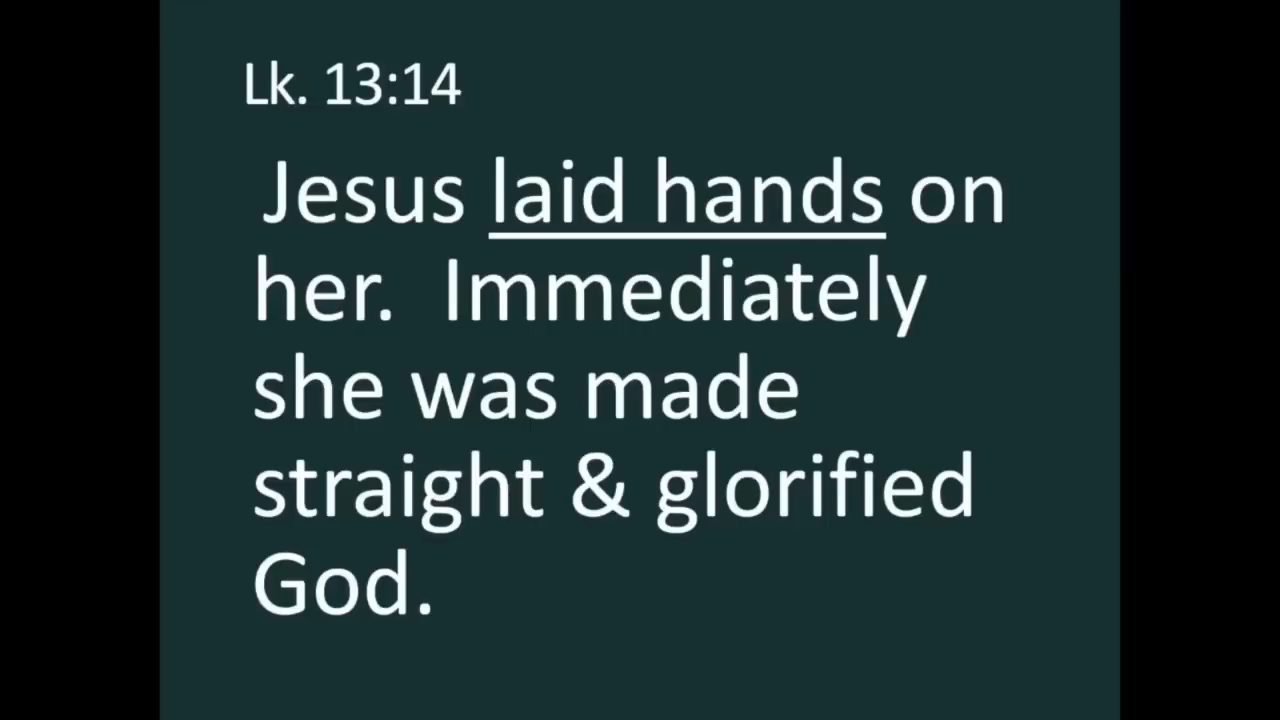 Lk. 13:14
Jesus laid hands on
her. Immediately
she was made
straight & glorified
God.